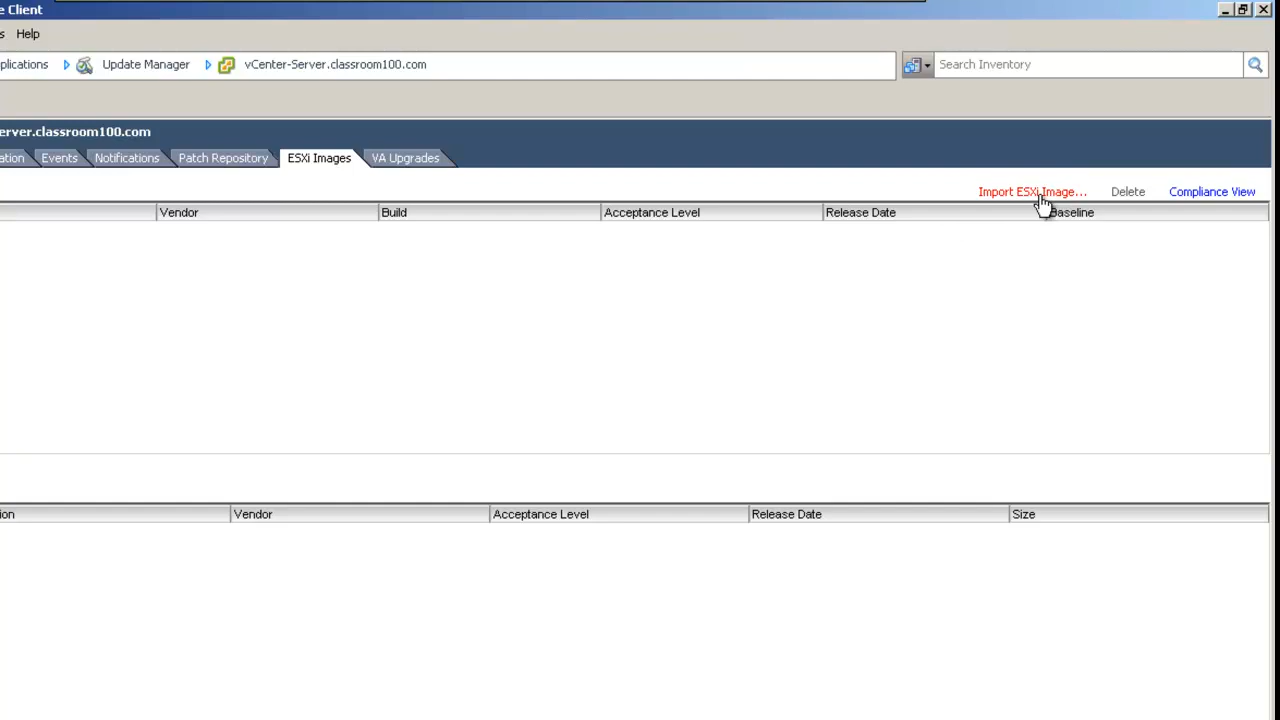 e Client
s Help
plications Update Manager vCenter-Server.classroom100.com Search Inventory
erver.classroom100.com
ation Events Notifications Patch Repository ESXi Images VA Upgrades
Import ESXi Image... Delete Compliance View
Vendor Build Acceptance Level Release Date Baseline
ion Vendor Acceptance Level Release Date Size